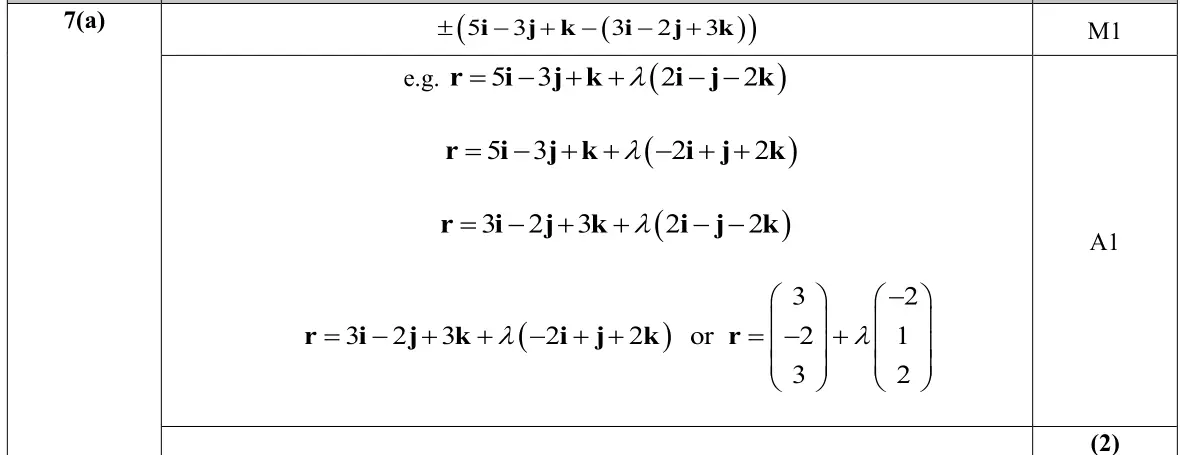 7(a) ±(5i − 3j + k − (3i − 2j + 3k)) M1
e.g. r = 5i − 3j + k + λ(2i − j − 2k)
r = 5i − 3j + k + λ(−2i + j + 2k)
r = 3i − 2j + 3k + λ(2i − j − 2k)
A1
r = 3i − 2j + 3k + λ(−2i + j + 2k) or r = (3 −2 3) + λ(−2 1 2)
(2)